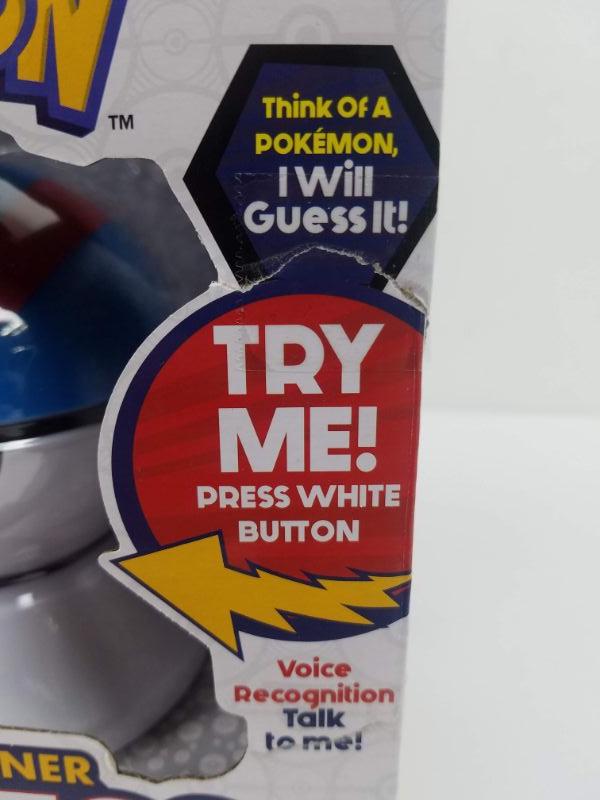 ON
TM
Think Of A
POKÉMON,
I Will
Guess It!
TRY
ME!
PRESS WHITE
BUTTON
Voice
Recognition
Talk
to me!
NER